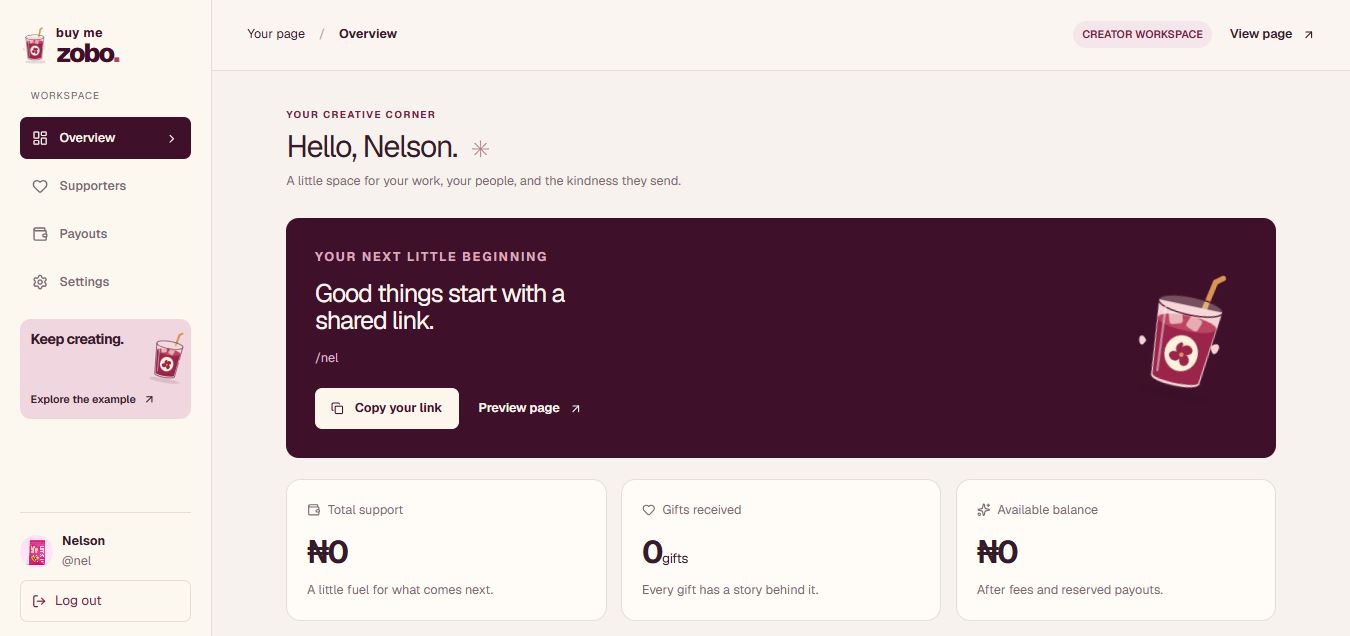 buy me
zobo.
WORKSPACE
Overview
Supporters
Payouts
Settings
Keep creating.
Explore the example
Nelson
@nel
Log out
Your page / Overview
CREATOR WORKSPACE
View page
YOUR CREATIVE CORNER
Hello, Nelson.
A little space for your work, your people, and the kindness they send.
YOUR NEXT LITTLE BEGINNING
Good things start with a
shared link.
/nel
Copy your link
Preview page
Total support
₦0
A little fuel for what comes next.
Gifts received
0gifts
Every gift has a story behind it.
Available balance
₦0
After fees and reserved payouts.